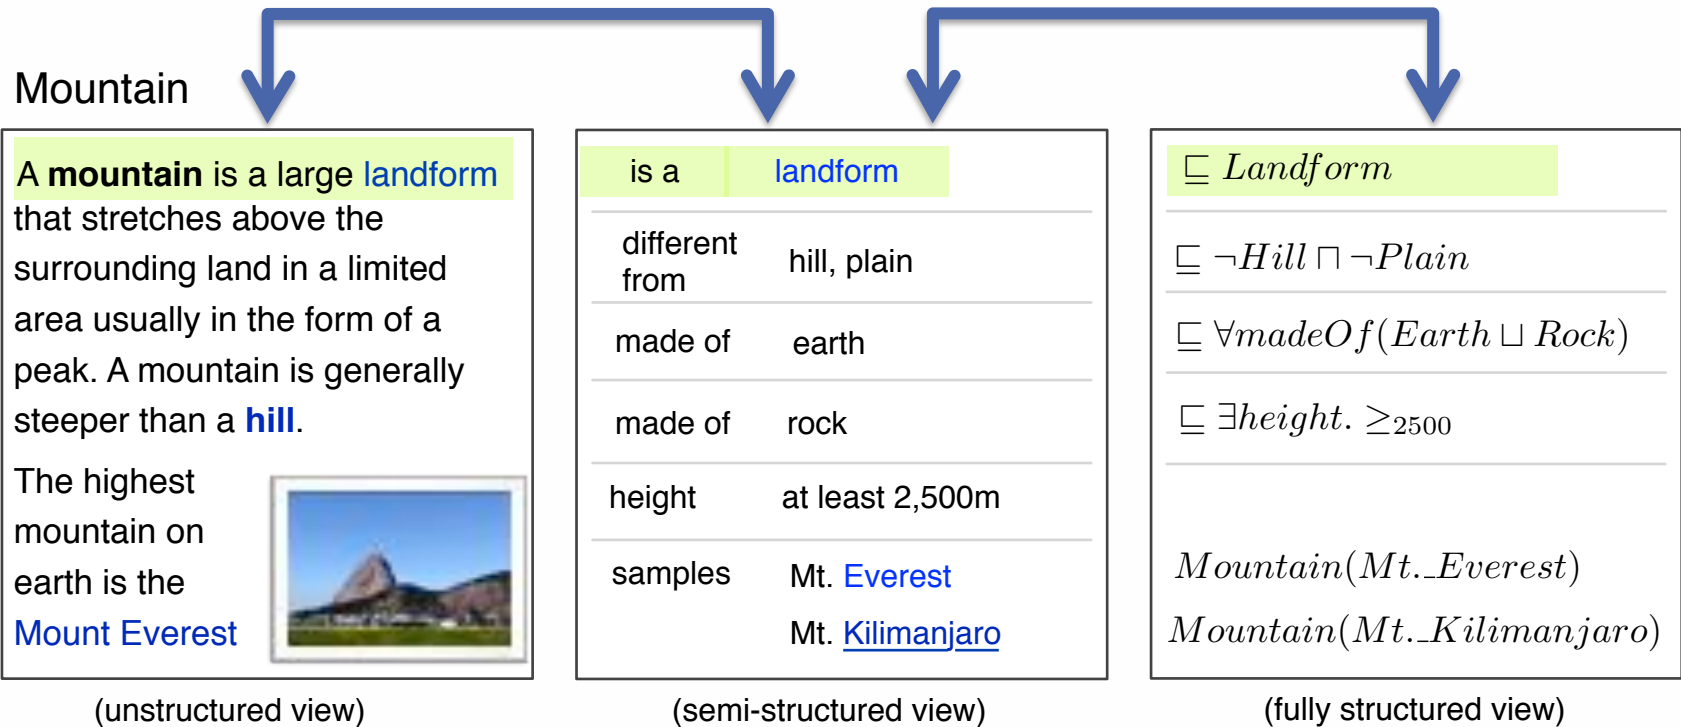 Mountain
A mountain is a large landform
that stretches above the
surrounding land in a limited
area usually in the form of a
peak. A mountain is generally
steeper than a hill.
The highest
mountain on
earth is the
Mount Everest
(unstructured view)
is a landform
different from hill, plain
made of earth
made of rock
height at least 2,500m
samples Mt. Everest
Mt. Kilimanjaro
(semi-structured view)
⊑ Landform
⊑ ¬Hill ⊓ ¬Plain
⊑ ∀madeOf(Earth ⊔ Rock)
⊑ ∃height. ≥2500
Mountain(Mt._Everest)
Mountain(Mt._Kilimanjaro)
(fully structured view)